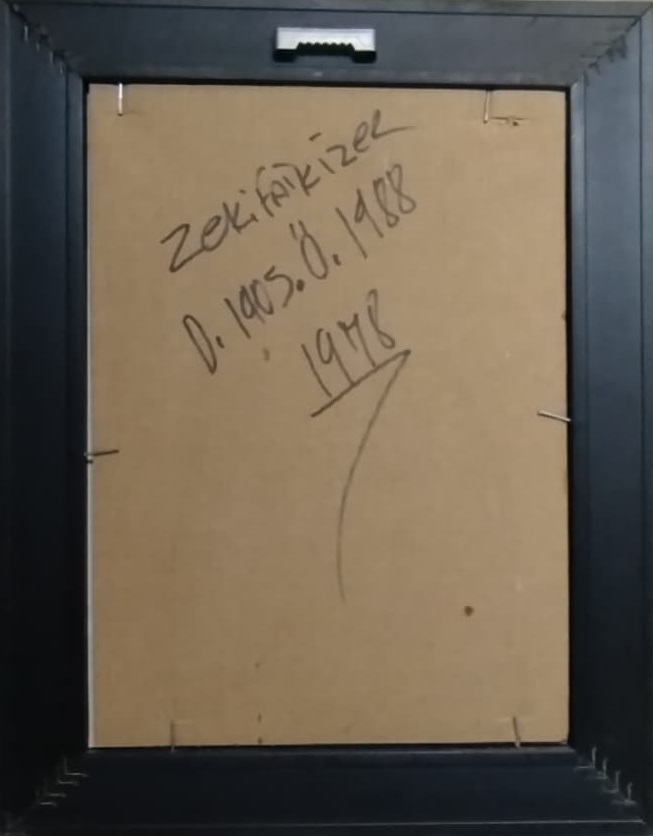 Zeki Faik izer
D. 1905. Ö. 1988
1978